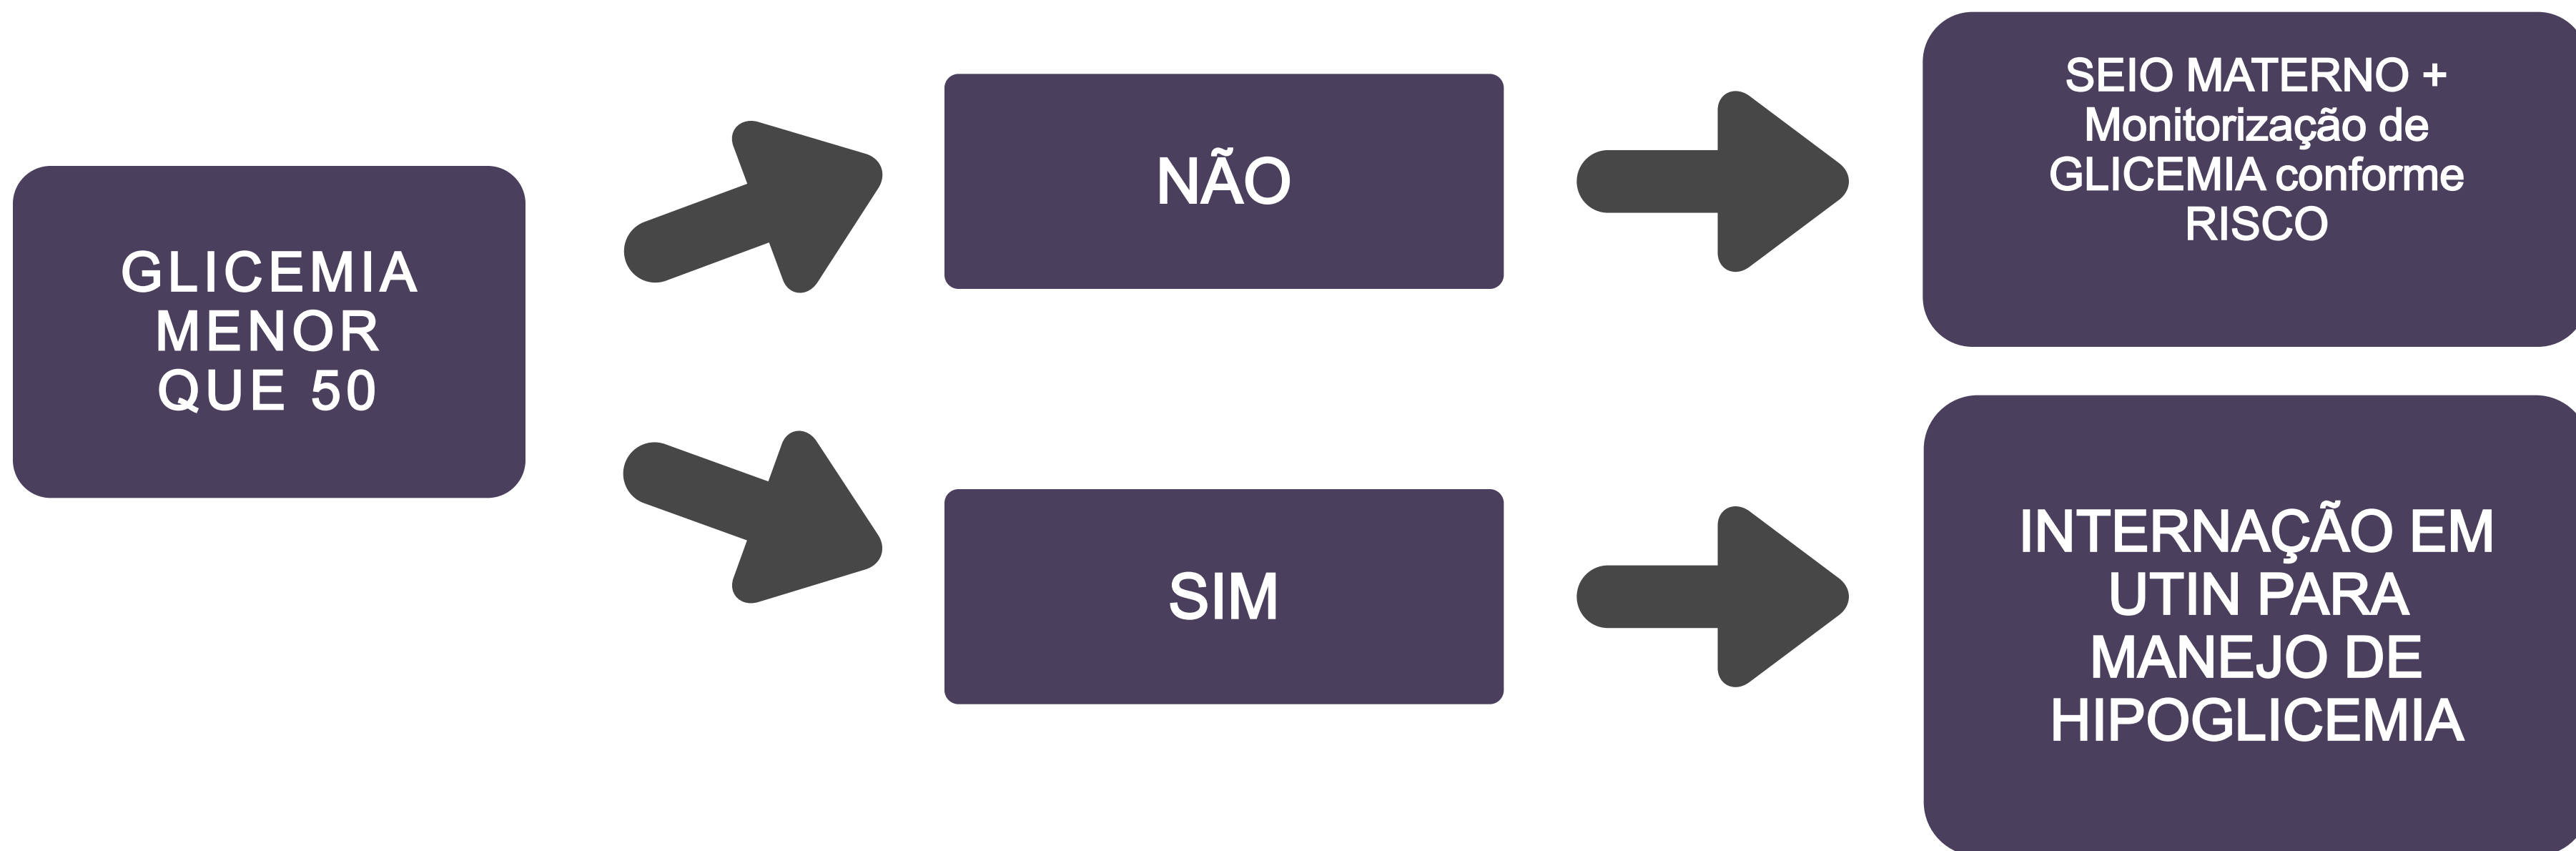 GLICEMIA
MENOR
QUE 50
NÃO
SEIO MATERNO +
Monitorização de
GLICEMIA conforme
RISCO
SIM
INTERNAÇÃO EM
UTIN PARA
MANEJO DE
HIPOGLICEMIA